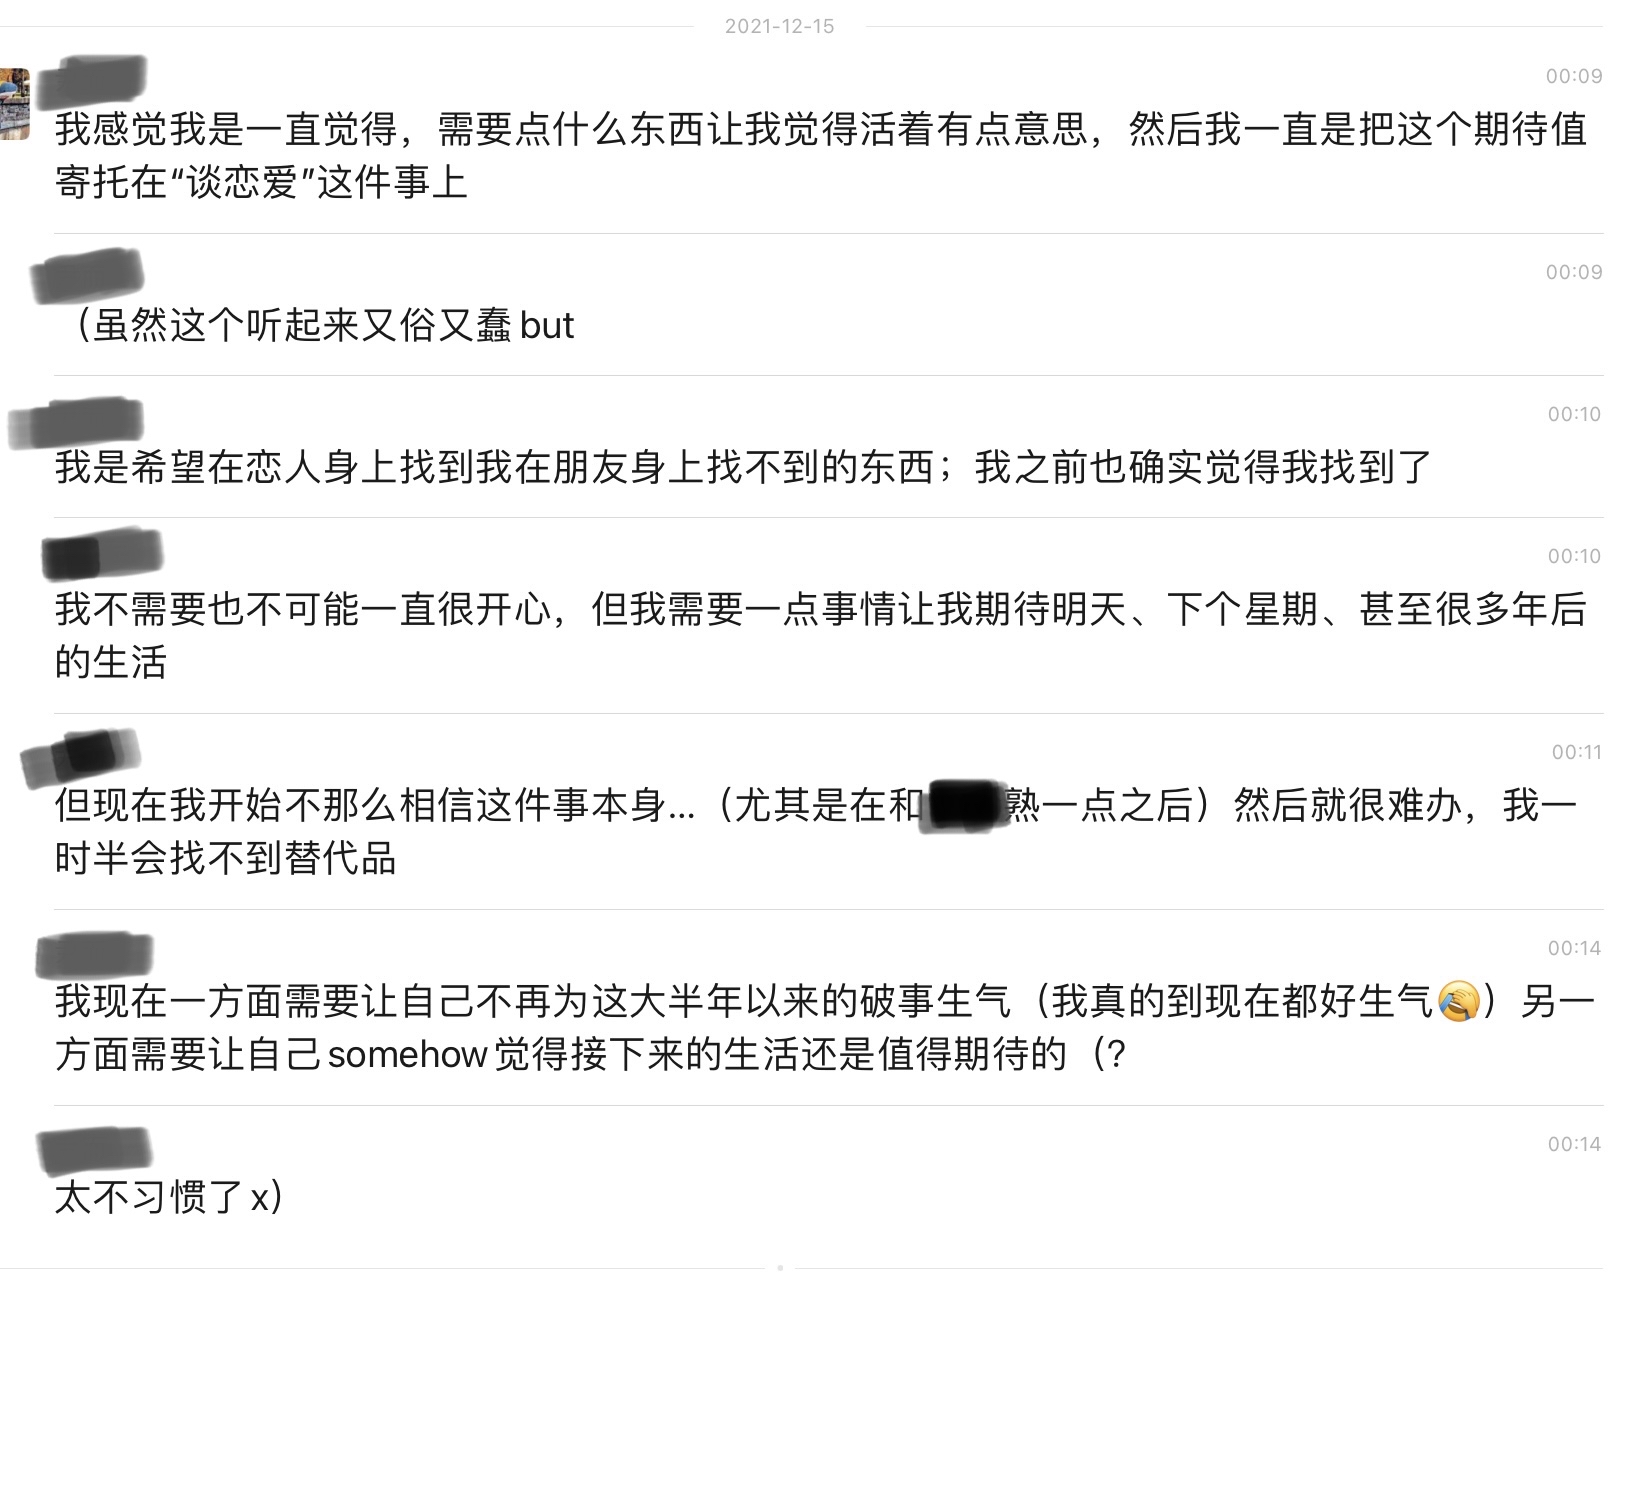 2021-12-15
00:09
我感觉我是一直觉得，需要点什么东西让我觉得活着有点意思，然后我一直是把这个期待值
寄托在“谈恋爱”这件事上
00:09
（虽然这个听起来又俗又蠢but
00:10
我是希望在恋人身上找到我在朋友身上找不到的东西；我之前也确实觉得我找到了
00:10
我不需要也不可能一直很开心，但我需要一点事情让我期待明天、下个星期、甚至很多年后
的生活
00:11
但现在我开始不那么相信这件事本身...（尤其是在和熟一点之后）然后就很难办，我一
时半会找不到替代品
00:14
我现在一方面需要让自己不再为这大半年以来的破事生气（我真的到现在都好生气🤣）另一
方面需要让自己somehow觉得接下来的生活还是值得期待的（?
00:14
太不习惯了x）